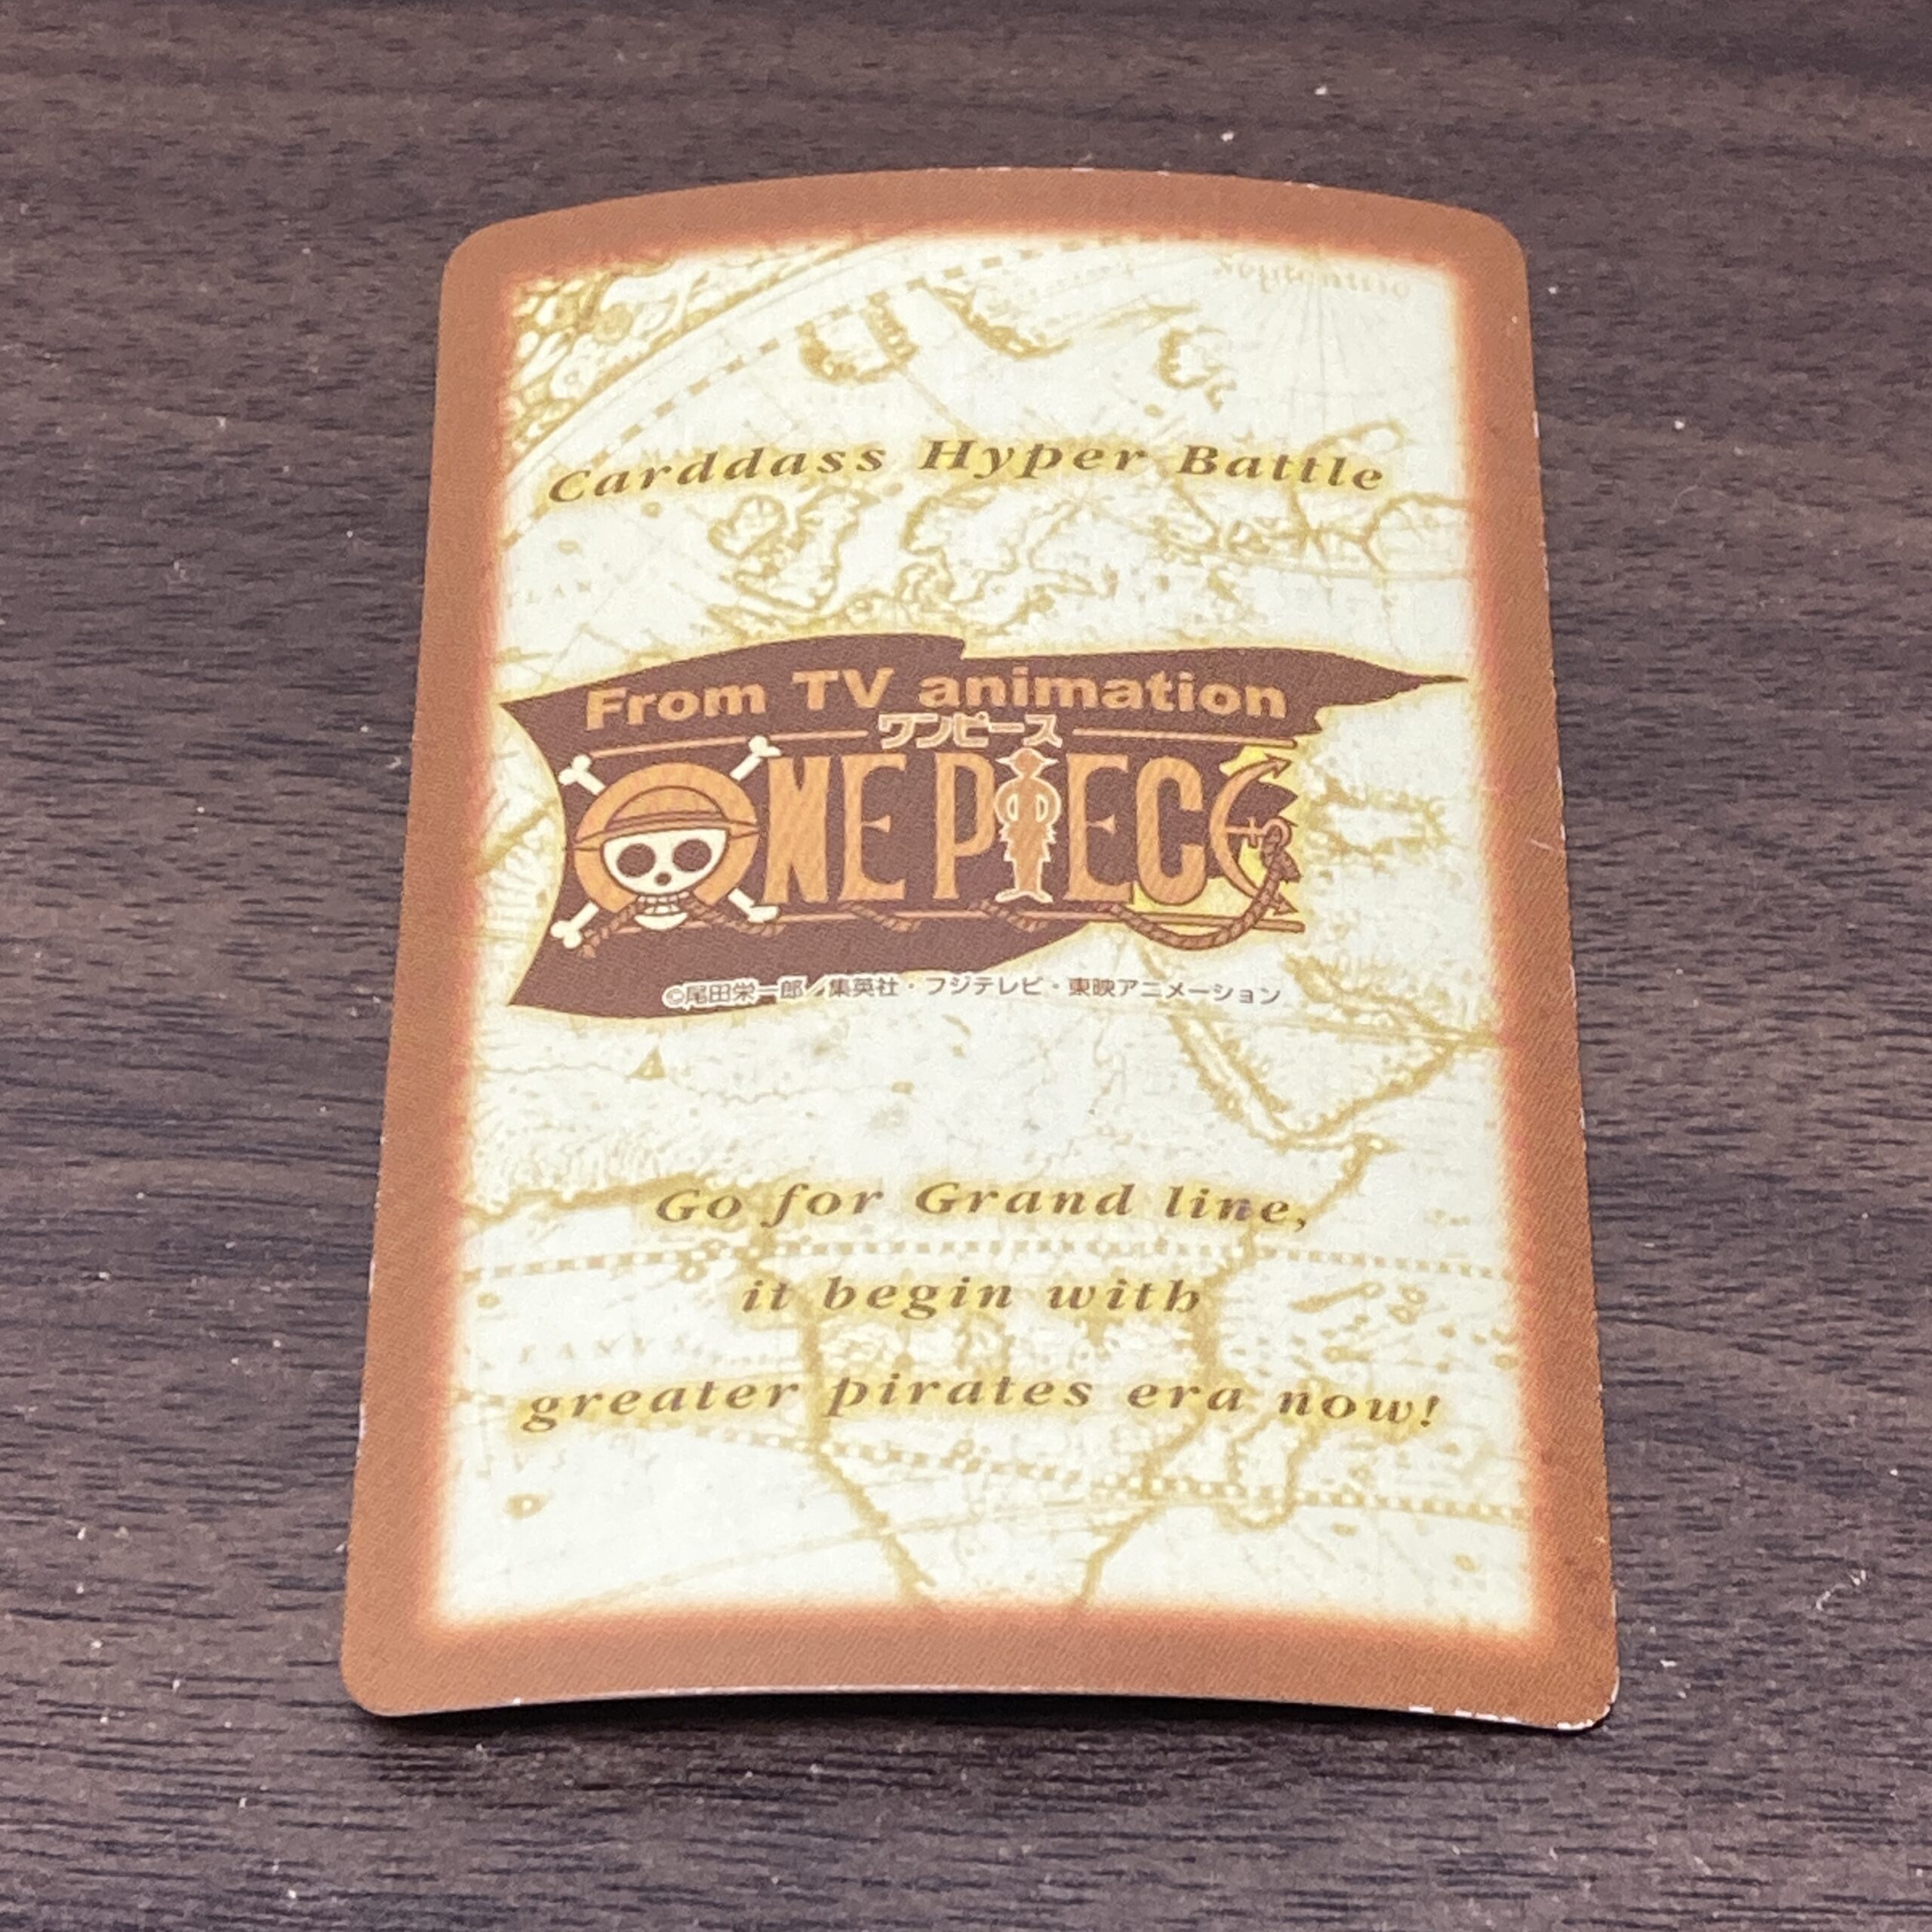 Carddass Hyper Battle
From TV animation
ワンピース
ONE PIECE
©尾田栄一郎／集英社・フジテレビ・東映アニメーション
Go for Grand line,
it begin with
greater pirates era now!